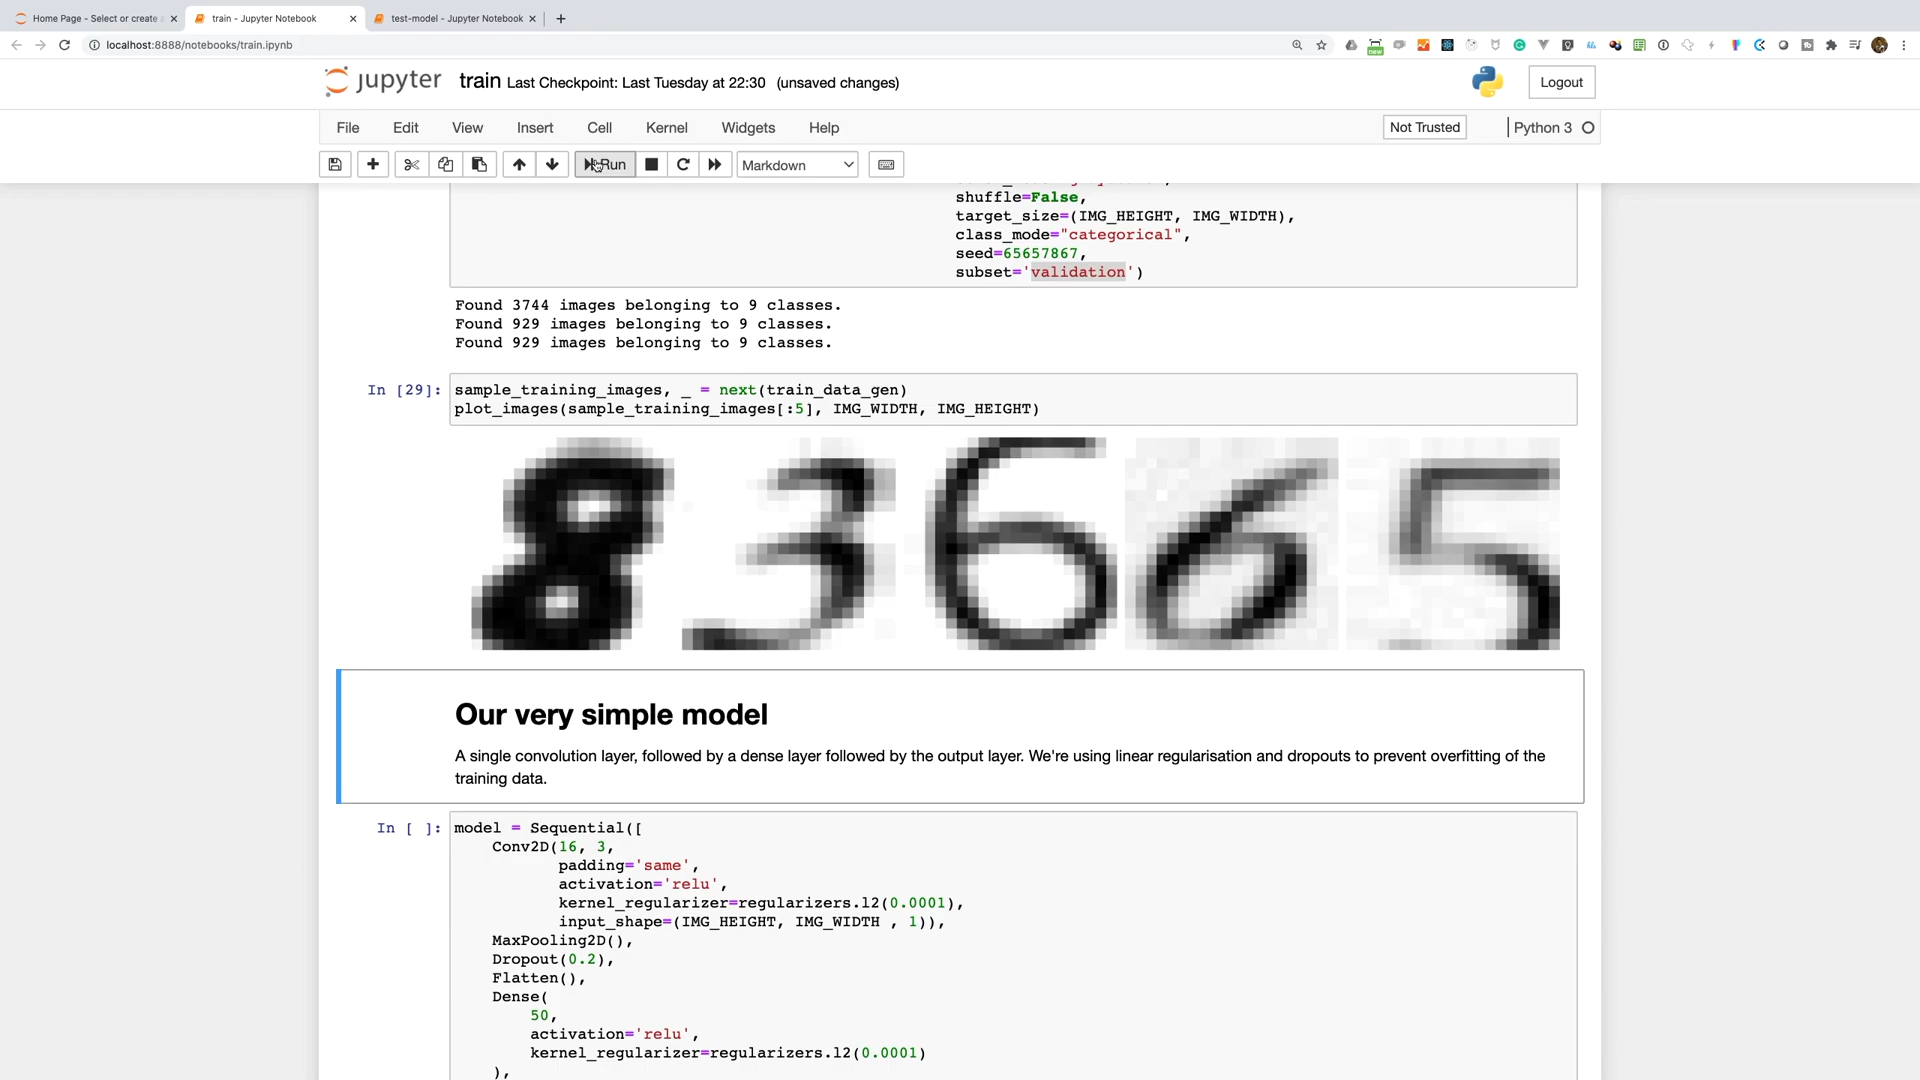 Home Page - Select or create
train - Jupyter Notebook
test-model - Jupyter Notebook
localhost:8888/notebooks/train.ipynb
new
jupyter
train Last Checkpoint: Last Tuesday at 22:30 (unsaved changes)
Logout
File Edit View Insert Cell Kernel Widgets Help
Not Trusted
Python 3
Run
Markdown
shuffle=False,
target_size=(IMG_HEIGHT, IMG_WIDTH),
class_mode="categorical",
seed=65657867,
subset='validation')
Found 3744 images belonging to 9 classes.
Found 929 images belonging to 9 classes.
Found 929 images belonging to 9 classes.
In [29]: sample_training_images, _ = next(train_data_gen)
plot_images(sample_training_images[:5], IMG_WIDTH, IMG_HEIGHT)
8 3 6 6 5
Our very simple model
A single convolution layer, followed by a dense layer followed by the output layer. We're using linear regularisation and dropouts to prevent overfitting of the
training data.
In [ ]: model = Sequential([
Conv2D(16, 3,
padding='same',
activation='relu',
kernel_regularizer=regularizers.l2(0.0001),
input_shape=(IMG_HEIGHT, IMG_WIDTH , 1)),
MaxPooling2D(),
Dropout(0.2),
Flatten(),
Dense(
50,
activation='relu',
kernel_regularizer=regularizers.l2(0.0001)
),